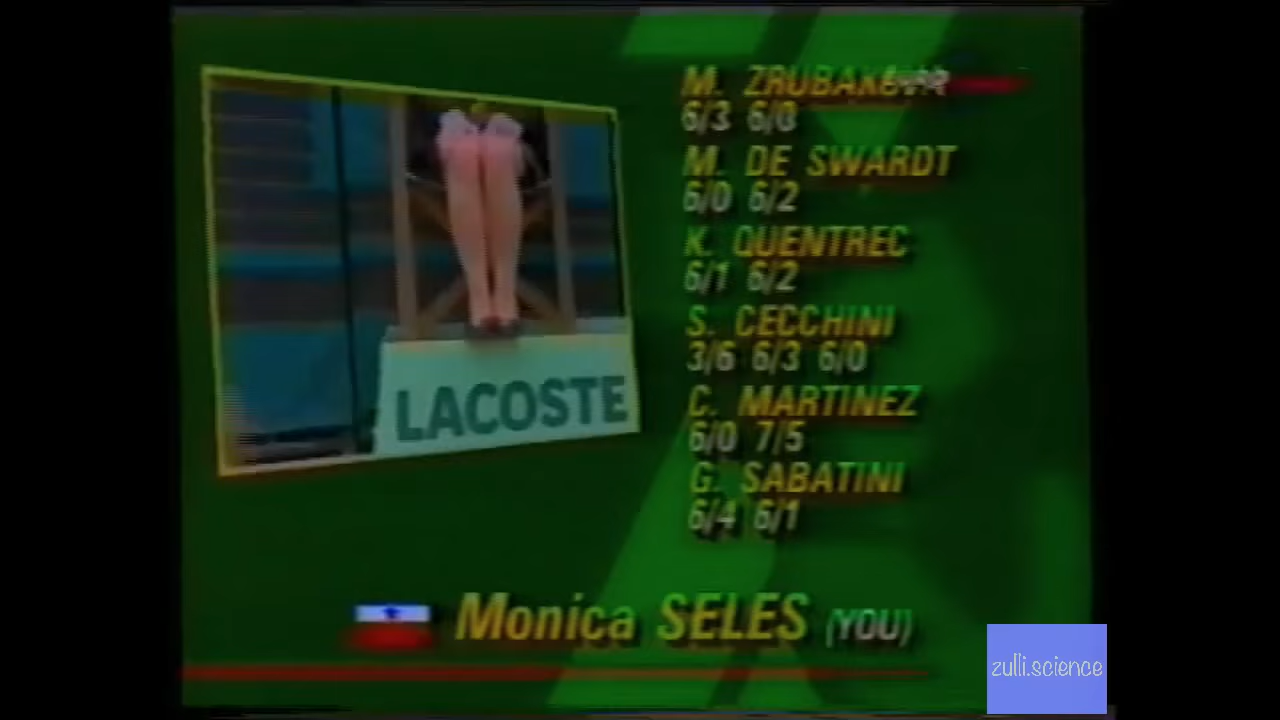 M. ZRUBAKOVA
6/3 6/0
M. DE SWARDT
6/0 6/2
K. QUENTREC
6/1 6/2
S. CECCHINI
3/6 6/3 6/0
C. MARTINEZ
6/0 7/5
G. SABATINI
6/4 6/1
LACOSTE
Monica SELES (YOU)
zulli.science